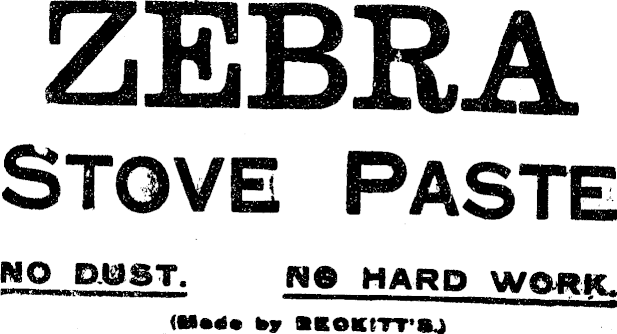 ZEBRA
STOVE PASTE
NO DUST. NO HARD WORK.
(Made by RECKITT'S.)